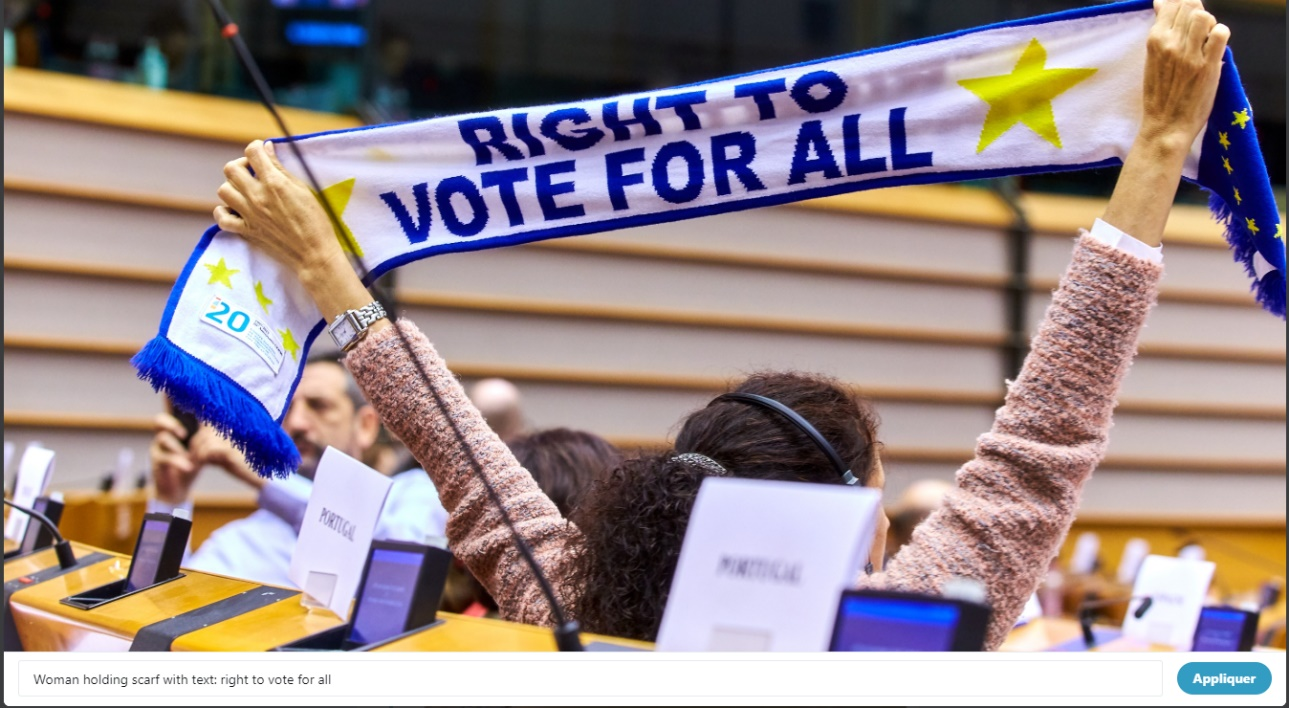 RIGHT TO
VOTE FOR ALL
20
PORTUGAL
PORTUGAL
Woman holding scarf with text: right to vote for all
Appliquer